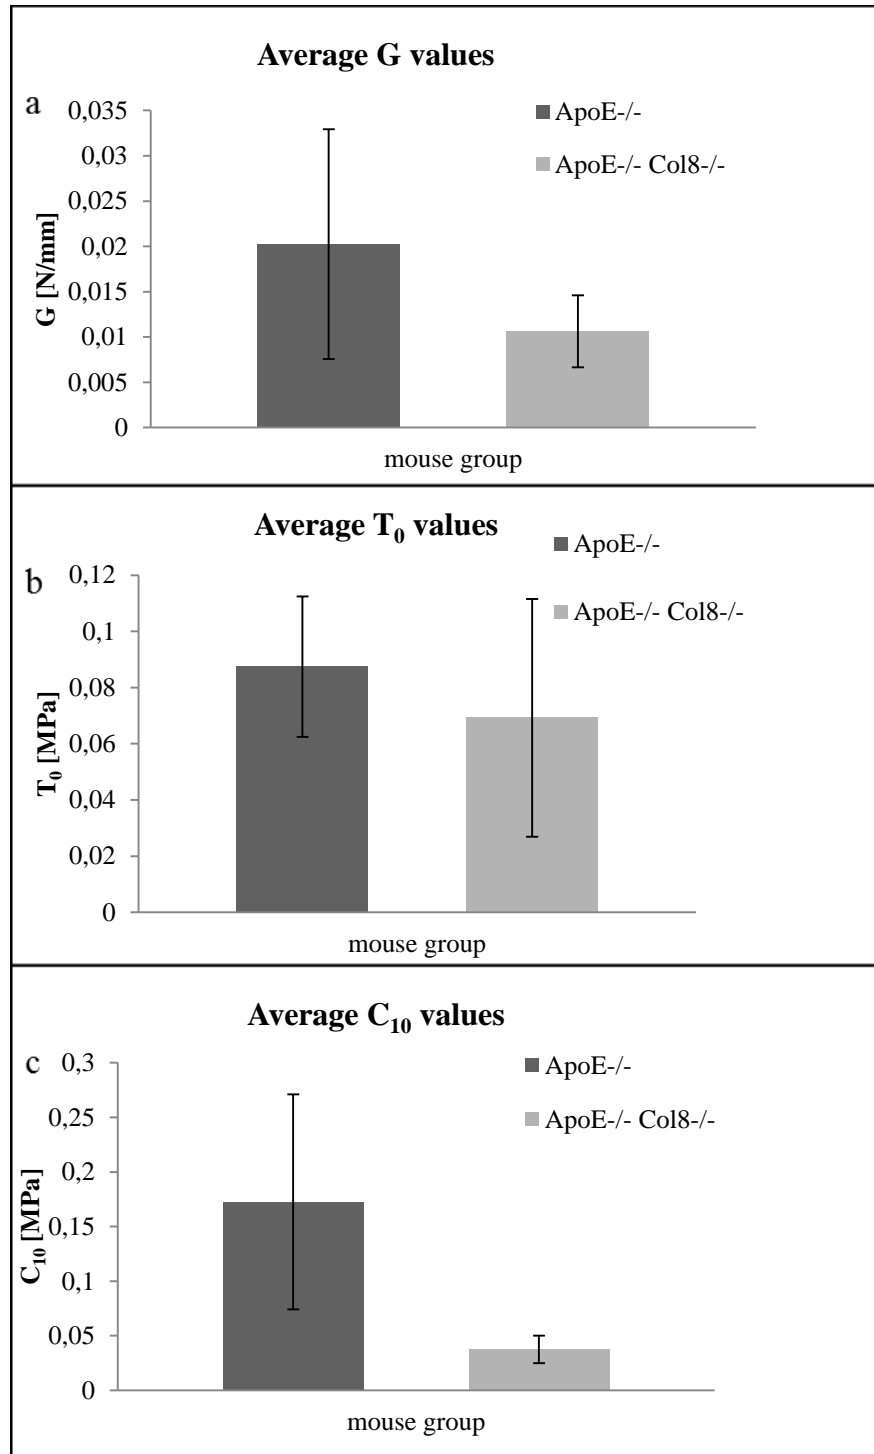 Average G values
a
0,035
0,03
0,025
0,02
0,015
0,01
0,005
0
G [N/mm]
ApoE-/-
ApoE-/- Col8-/-
mouse group
Average T₀ values
b
0,12
0,1
0,08
0,06
0,04
0,02
0
T₀ [MPa]
ApoE-/-
ApoE-/- Col8-/-
mouse group
Average C₁₀ values
c
0,3
0,25
0,2
0,15
0,1
0,05
0
C₁₀ [MPa]
ApoE-/-
ApoE-/- Col8-/-
mouse group